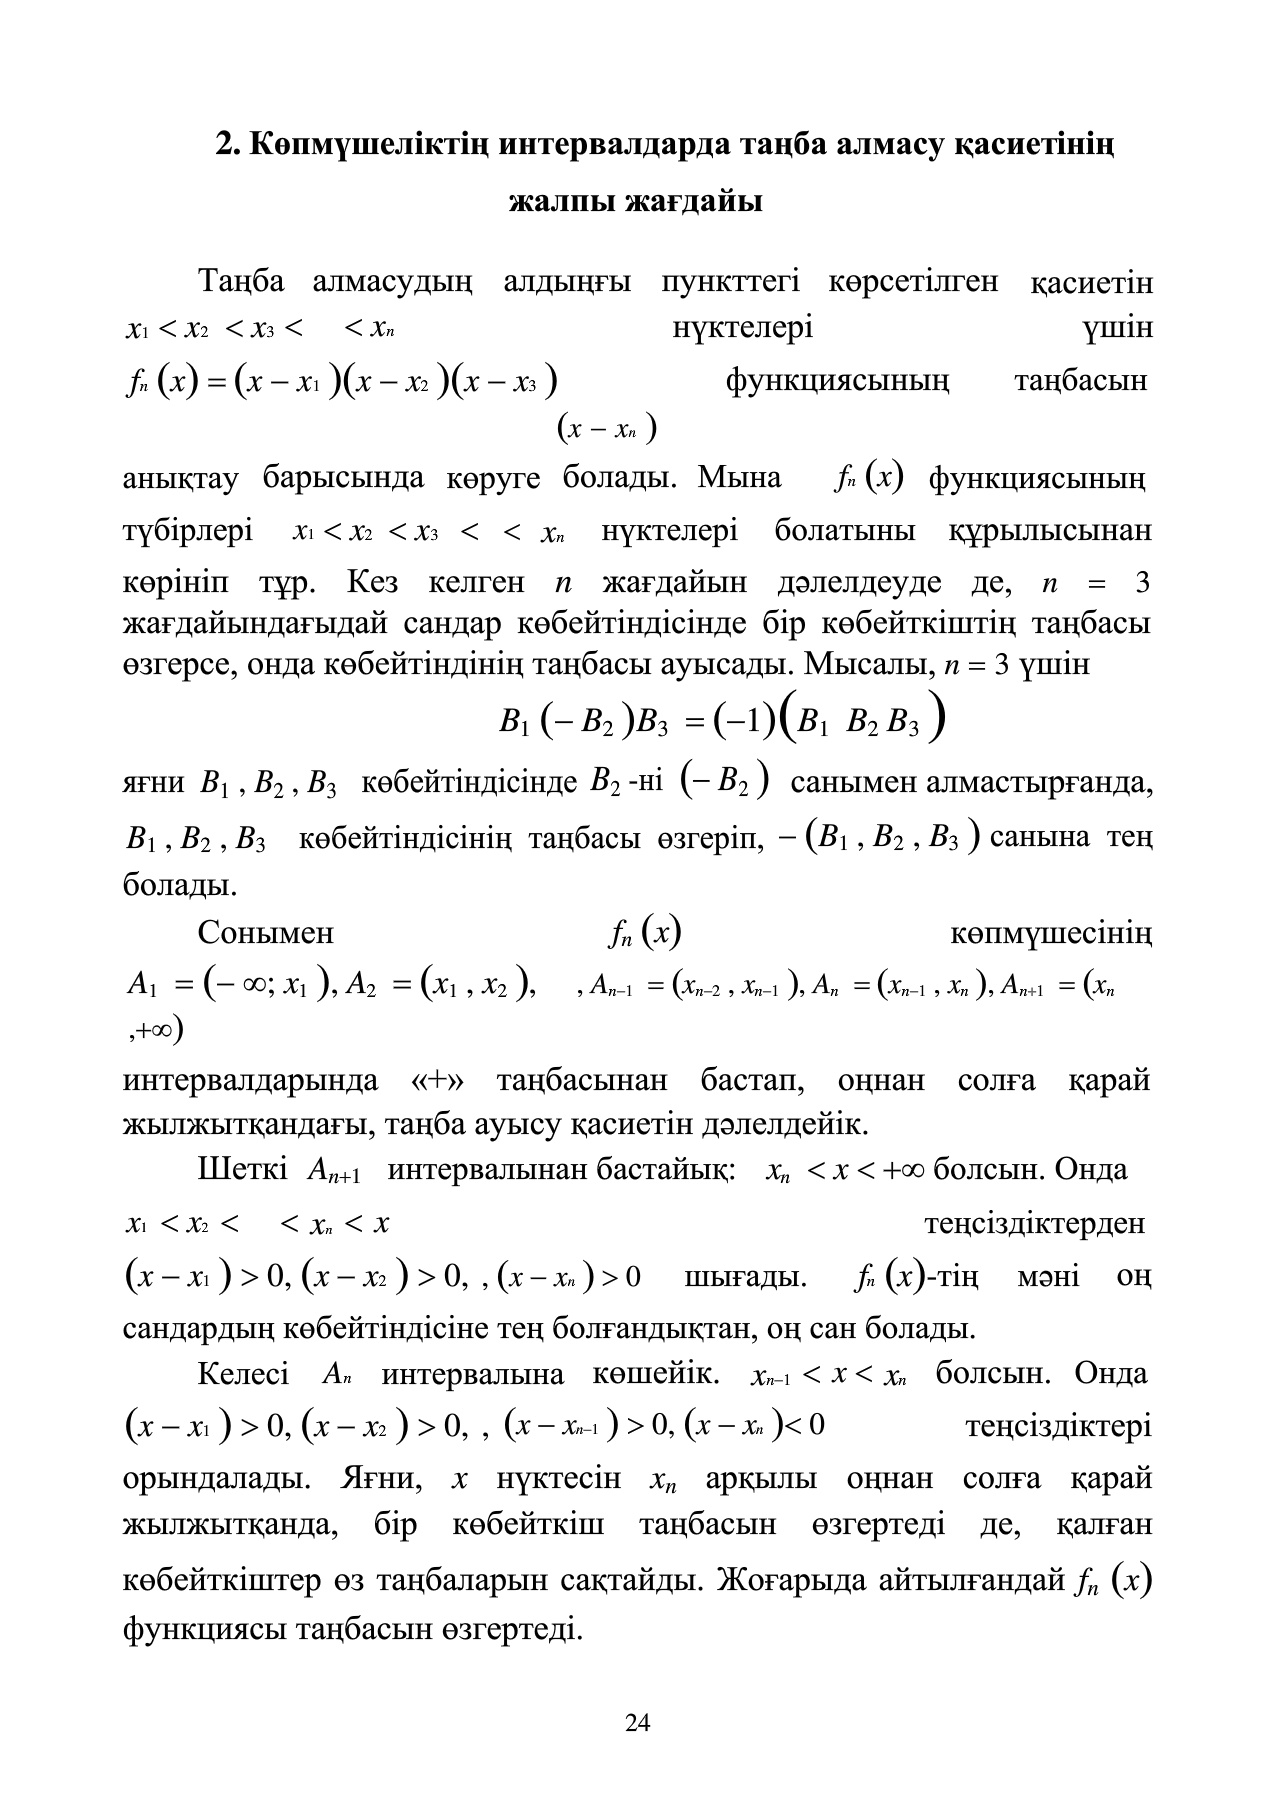 2. Көпмүшеліктің интервалдарда таңба алмасу қасиетінің
жалпы жағдайы
Таңба алмасудың алдыңғы пункттегі көрсетілген қасиетін
x₁ < x₂ < x₃ < < xₙ нүктелері үшін
fₙ (x) = (x − x₁ )(x − x₂ )(x − x₃ ) функциясының таңбасын
(x − xₙ )
анықтау барысында көруге болады. Мына fₙ (x) функциясының
түбірлері x₁ < x₂ < x₃ < < xₙ нүктелері болатыны құрылысынан
көрініп тұр. Кез келген n жағдайын дәлелдеуде де, n = 3
жағдайындағыдай сандар көбейтіндісінде бір көбейткіштің таңбасы
өзгерсе, онда көбейтіндінің таңбасы ауысады. Мысалы, n = 3 үшін
B₁ (− B₂ )B₃ = (−1)(B₁ B₂ B₃ )
яғни B₁ , B₂ , B₃ көбейтіндісінде B₂ -ні (− B₂ ) санымен алмастырғанда,
B₁ , B₂ , B₃ көбейтіндісінің таңбасы өзгеріп, − (B₁ , B₂ , B₃ ) санына тең
болады.
Сонымен fₙ (x) көпмүшесінің
A₁ = (− ∞; x₁ ), A₂ = (x₁ , x₂ ), , Aₙ₋₁ = (xₙ₋₂ , xₙ₋₁ ), Aₙ = (xₙ₋₁ , xₙ ), Aₙ₊₁ = (xₙ
,+∞)
интервалдарында «+» таңбасынан бастап, оңнан солға қарай
жылжытқандағы, таңба ауысу қасиетін дәлелдейік.
Шеткі Aₙ₊₁ интервалынан бастайық: xₙ < x < +∞ болсын. Онда
x₁ < x₂ < < xₙ < x теңсіздіктерден
(x − x₁ ) > 0, (x − x₂ ) > 0, , (x − xₙ ) > 0 шығады. fₙ (x)-тің мәні оң
сандардың көбейтіндісіне тең болғандықтан, оң сан болады.
Келесі Aₙ интервалына көшейік. xₙ₋₁ < x < xₙ болсын. Онда
(x − x₁ ) > 0, (x − x₂ ) > 0, , (x − xₙ₋₁ ) > 0, (x − xₙ )< 0 теңсіздіктері
орындалады. Яғни, x нүктесін xₙ арқылы оңнан солға қарай
жылжытқанда, бір көбейткіш таңбасын өзгертеді де, қалған
көбейткіштер өз таңбаларын сақтайды. Жоғарыда айтылғандай fₙ (x)
функциясы таңбасын өзгертеді.
24